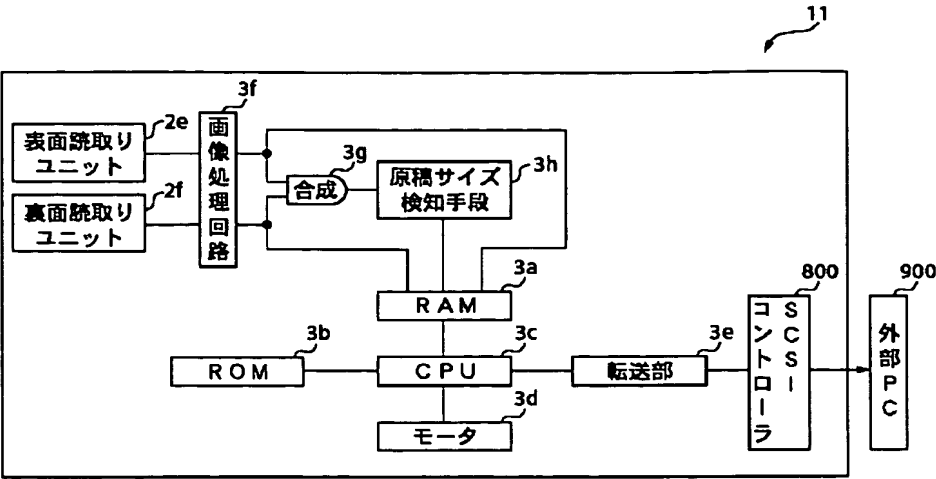 11
3f
表面読取り
ユニット
2e
画像処理回路
3g
合成
原稿サイズ
検知手段
3h
裏面読取り
ユニット
2f
3a
RAM
800
SCSI
コントローラ
900
外部PC
3b
ROM
3c
CPU
3e
転送部
3d
モータ